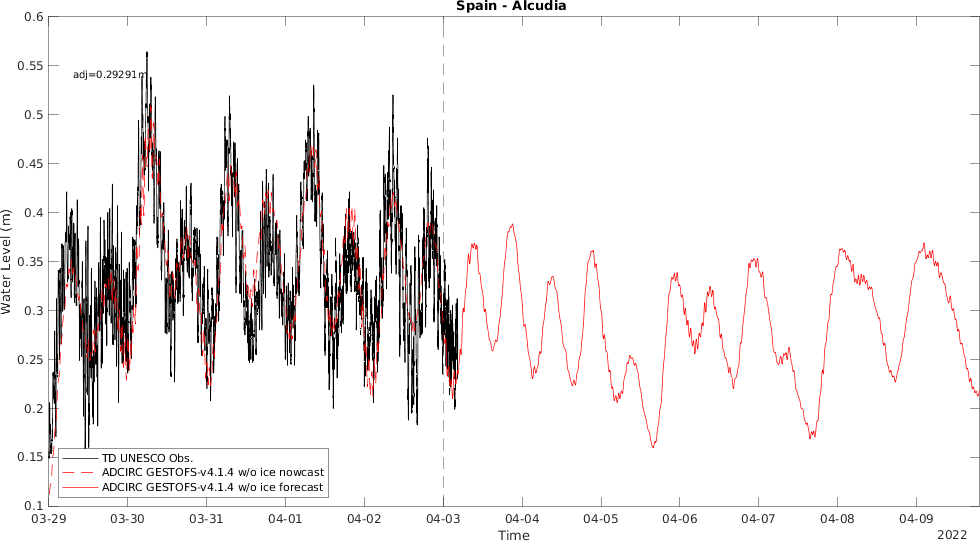 Spain - Alcudia
0.6
0.55
0.5
0.45
0.4
0.35
0.3
0.25
0.2
0.15
0.1
Water Level (m)
adj=0.29291m
TD UNESCO Obs.
ADCIRC GESTOFS-v4.1.4 w/o ice nowcast
ADCIRC GESTOFS-v4.1.4 w/o ice forecast
03-29 03-30 03-31 04-01 04-02 04-03 04-04 04-05 04-06 04-07 04-08 04-09
Time
2022